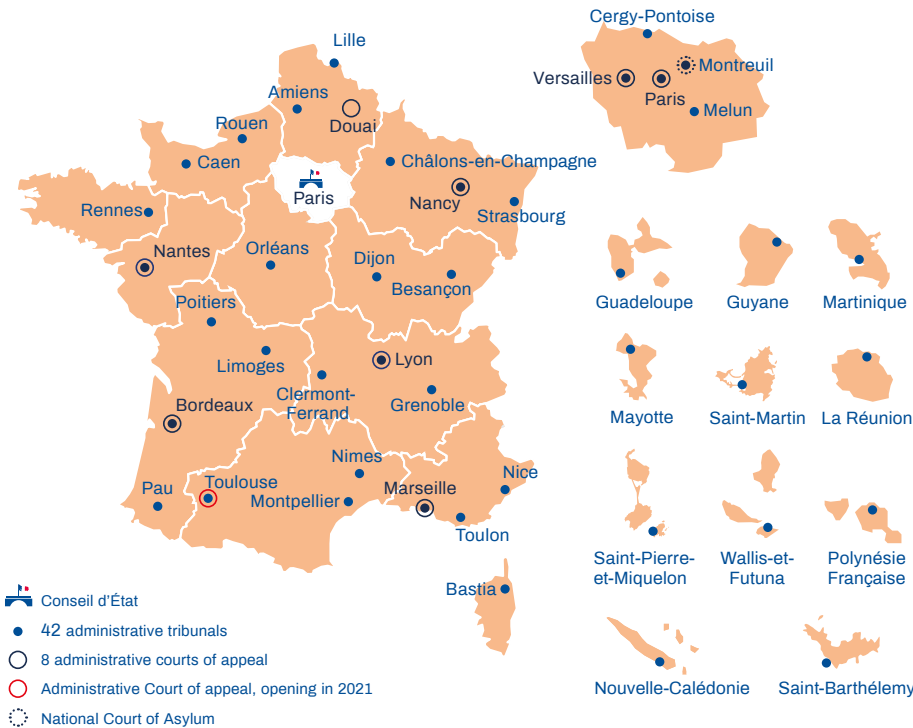 Lille
Amiens
Douai
Rouen
Caen
Châlons-en-Champagne
Paris
Nancy
Strasbourg
Rennes
Nantes
Orléans
Dijon
Besançon
Poitiers
Limoges
Lyon
Clermont-
Ferrand
Grenoble
Bordeaux
Nimes
Toulouse
Montpellier
Marseille
Nice
Pau
Toulon
Bastia
Cergy-Pontoise
Versailles
Montreuil
Paris
Melun
Guadeloupe
Guyane
Martinique
Mayotte
Saint-Martin
La Réunion
Saint-Pierre-
et-Miquelon
Wallis-et-
Futuna
Polynésie
Française
Nouvelle-Calédonie
Saint-Barthélemy
Conseil d’État
42 administrative tribunals
8 administrative courts of appeal
Administrative Court of appeal, opening in 2021
National Court of Asylum